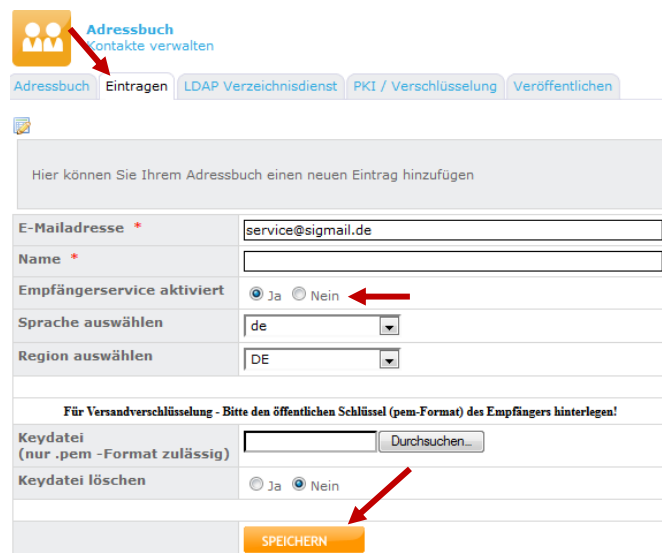 Adressbuch
Kontakte verwalten
Adressbuch Eintragen LDAP Verzeichnisdienst PKI / Verschlüsselung Veröffentlichen
Hier können Sie Ihrem Adressbuch einen neuen Eintrag hinzufügen
E-Mailadresse * service@sigmail.de
Name *
Empfängerservice aktiviert Ja Nein
Sprache auswählen de
Region auswählen DE
Für Versandverschlüsselung - Bitte den öffentlichen Schlüssel (pem-Format) des Empfängers hinterlegen!
Keydatei
(nur .pem -Format zulässig) Durchsuchen...
Keydatei löschen Ja Nein
SPEICHERN